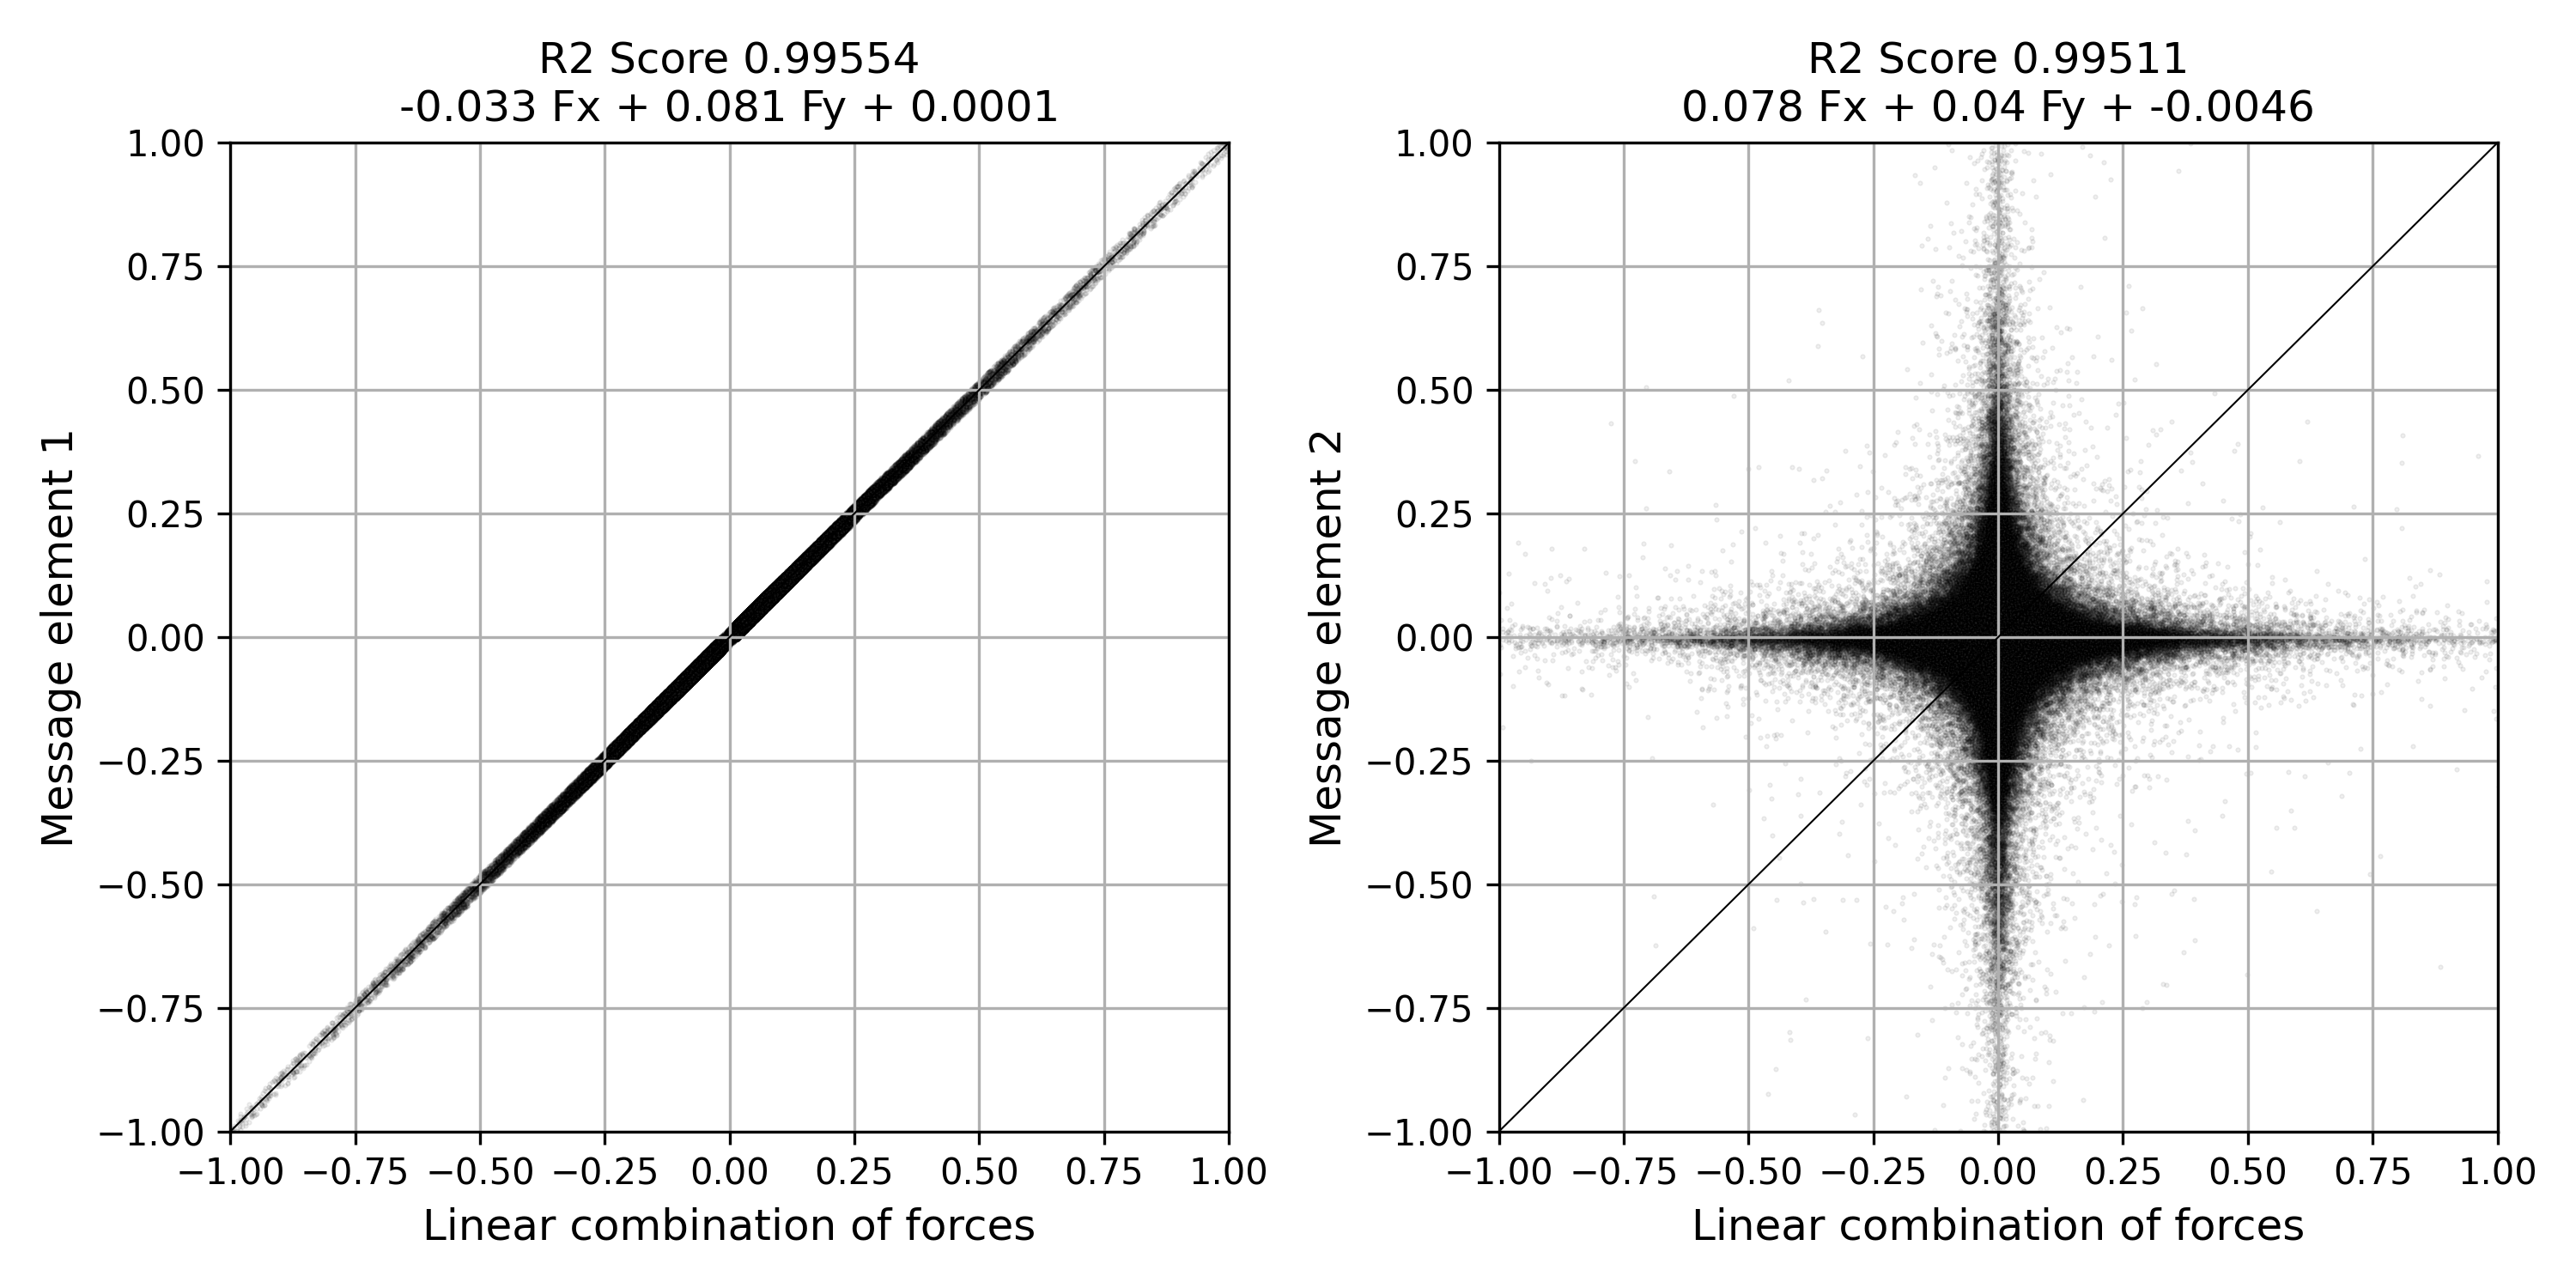 R2 Score 0.99554
-0.033 Fx + 0.081 Fy + 0.0001
1.00
0.75
0.50
0.25
0.00
−0.25
−0.50
−0.75
−1.00
Message element 1
−1.00 −0.75 −0.50 −0.25 0.00 0.25 0.50 0.75 1.00
Linear combination of forces
R2 Score 0.99511
0.078 Fx + 0.04 Fy + -0.0046
1.00
0.75
0.50
0.25
0.00
−0.25
−0.50
−0.75
−1.00
Message element 2
−1.00 −0.75 −0.50 −0.25 0.00 0.25 0.50 0.75 1.00
Linear combination of forces